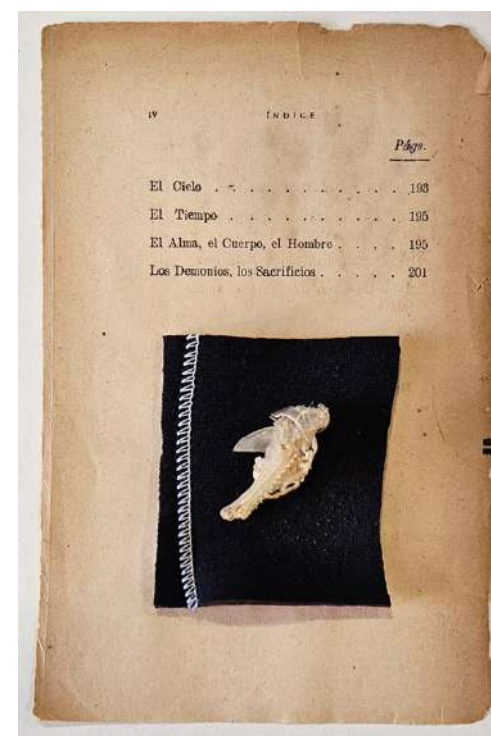 IV ÍNDICE
Págs.
El Cielo . . . . . . . . . . . 193
El Tiempo . . . . . . . . . . 195
El Alma, el Cuerpo, el Hombre . . . . 195
Los Demonios, los Sacrificios . . . . . 201